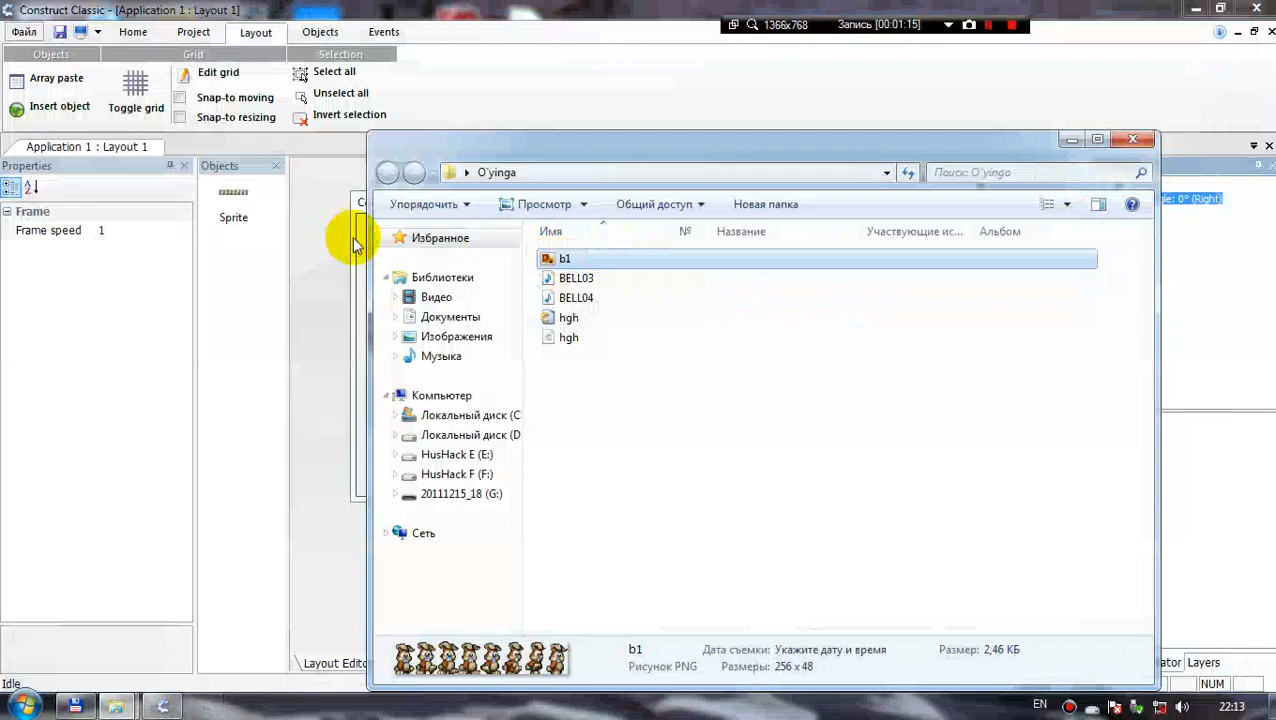 Construct Classic - [Application 1 : Layout 1]
1366x768
Запись [00:01:15]
Файл
Home
Project
Layout
Objects
Events
Objects
Grid
Selection
Array paste
Insert object
Toggle grid
Edit grid
Snap-to moving
Snap-to resizing
Select all
Unselect all
Invert selection
Application 1 : Layout 1
Properties
Objects
Frame
Frame speed 1
Sprite
O`yinga
Поиск: O`yinga
gle: 0° (Right)
Упорядочить
Просмотр
Общий доступ
Новая папка
Имя
№
Название
Участвующие ис...
Альбом
Избранное
Библиотеки
Видео
Документы
Изображения
Музыка
Компьютер
Локальный диск (C
Локальный диск (D
HusHack E (E:)
HusHack F (F:)
20111215_18 (G:)
Сеть
b1
BELL03
BELL04
hgh
hgh
b1
Дата съемки: Укажите дату и время
Размер: 2,46 КБ
Рисунок PNG
Размеры: 256 x 48
Layout Edito
Layers
Idle
NUM
EN
22:13